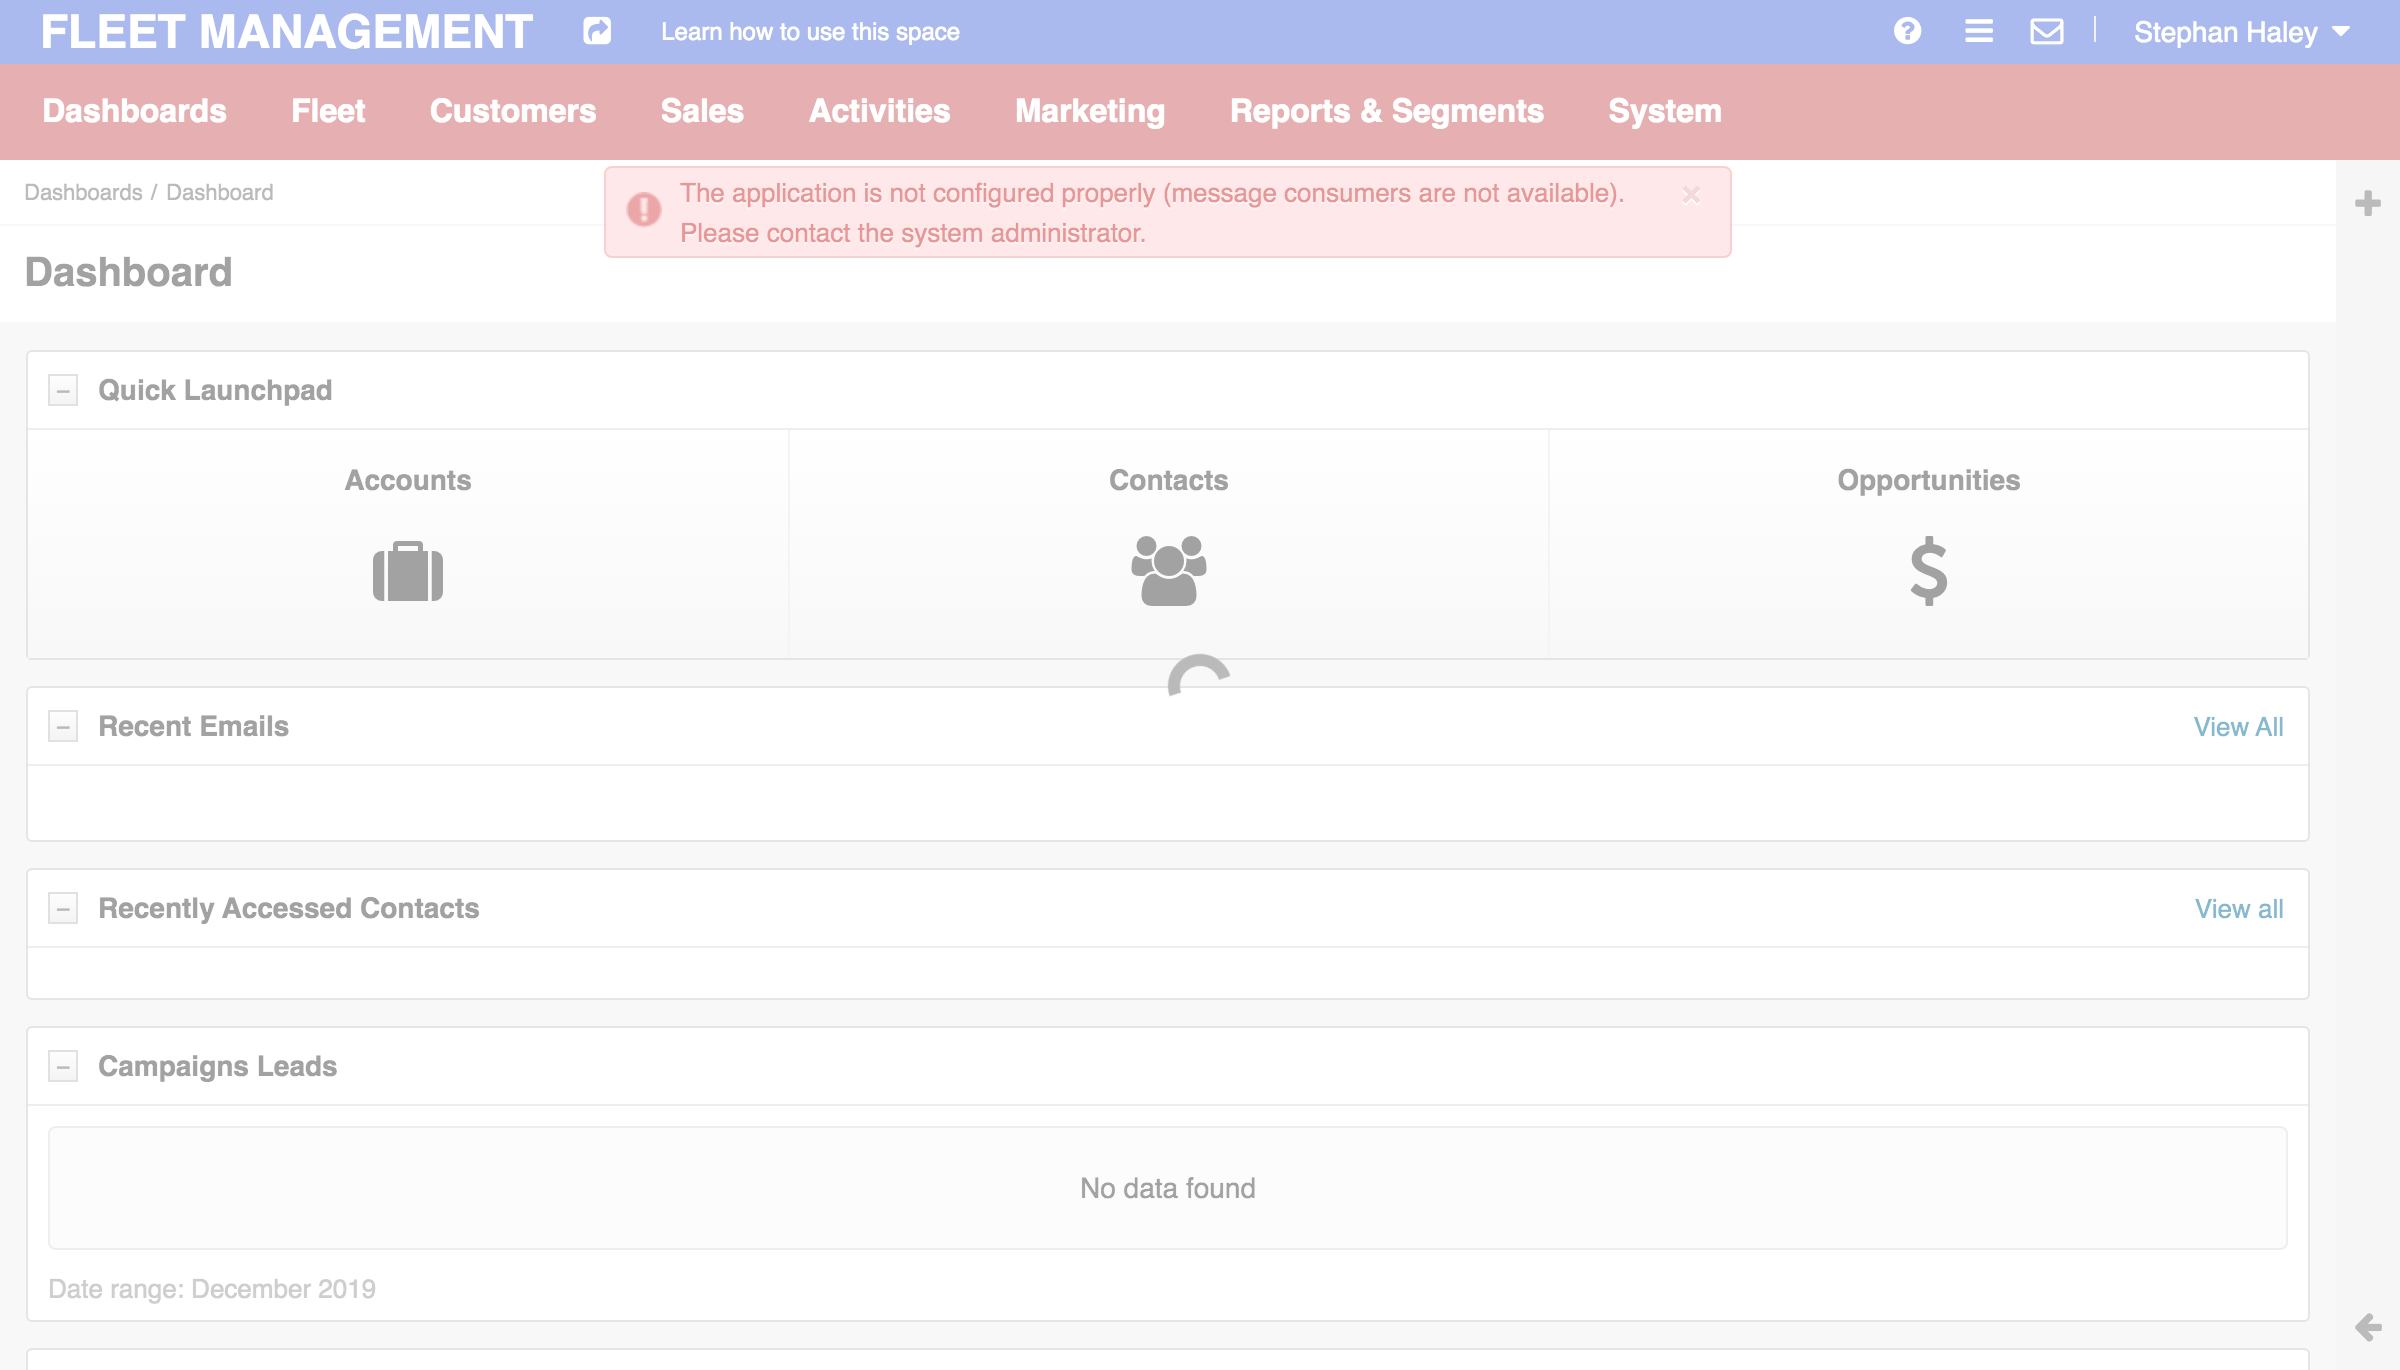 FLEET MANAGEMENT
Learn how to use this space
Stephan Haley
Dashboards
Fleet
Customers
Sales
Activities
Marketing
Reports & Segments
System
Dashboards / Dashboard
The application is not configured properly (message consumers are not available).
Please contact the system administrator.
Dashboard
Quick Launchpad
Accounts
Contacts
Opportunities
Recent Emails
View All
Recently Accessed Contacts
View all
Campaigns Leads
No data found
Date range: December 2019